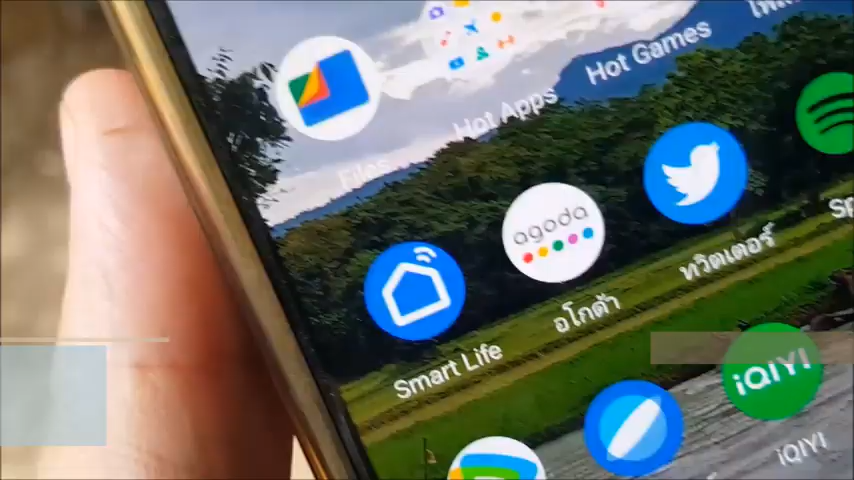 Files
Hot Apps
Hot Games
agoda
Smart Life
อโกด้า
ทวิตเตอร์
iQIYI
iQIYI